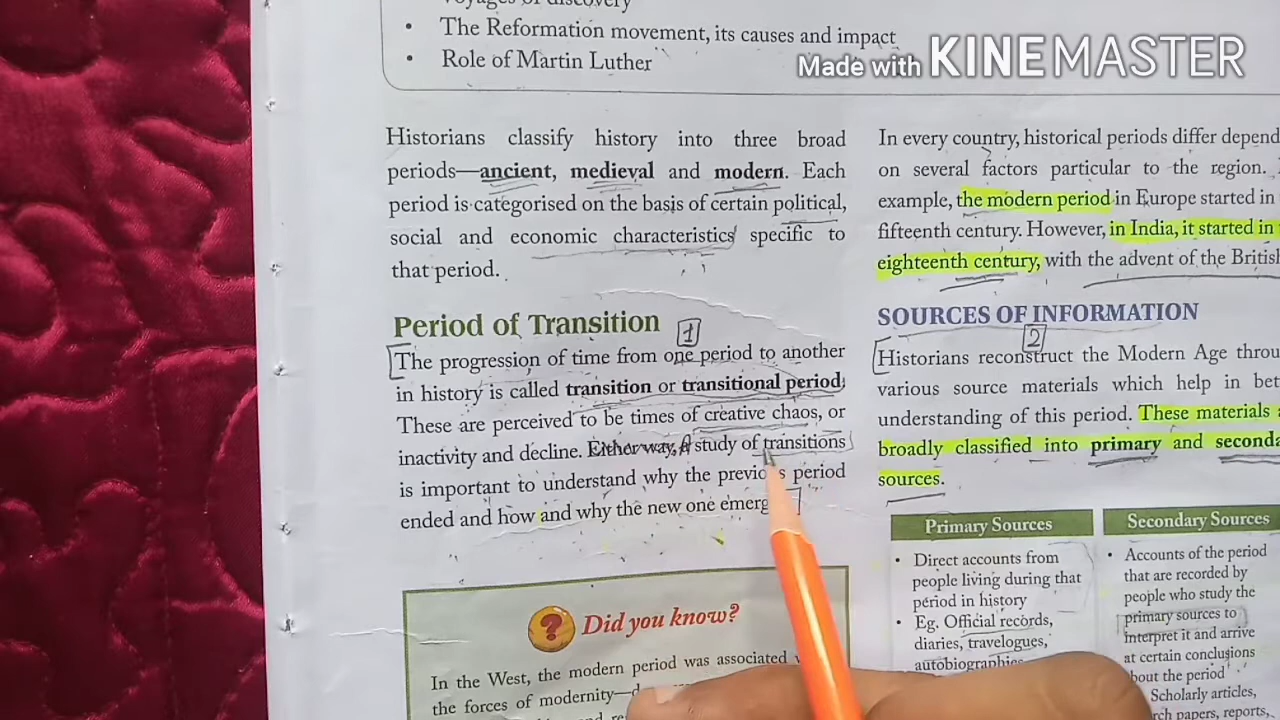 Voyages of discovery
• The Reformation movement, its causes and impact
• Role of Martin Luther
Made with KINEMASTER
Historians classify history into three broad
periods—ancient, medieval and modern. Each
period is categorised on the basis of certain political,
social and economic characteristics specific to
that period.
Period of Transition
1
The progression of time from one period to another
in history is called transition or transitional period.
These are perceived to be times of creative chaos, or
inactivity and decline. Either way, A study of transitions
is important to understand why the previous period
ended and how and why the new one
Did you know?
In the West, the modern period was associated
the forces of modernity—
In every country, historical periods differ
on several factors particular to the region.
example, the modern period in Europe started in
fifteenth century. However, in India, it started in
eighteenth century, with the advent of the
SOURCES OF INFORMATION
2
Historians reconstruct the Modern Age
various source materials which help in
understanding of this period. These materials
broadly classified into primary and
sources.
Primary Sources
• Direct accounts from
people living during that
period in history
• Eg. Official records,
diaries, travelogues,
autobiographies
Secondary Sources
• Accounts of the period
that are recorded by
people who study the
primary sources to
interpret it and arrive
at certain conclusions
about the period
Scholarly articles,
papers, reports,